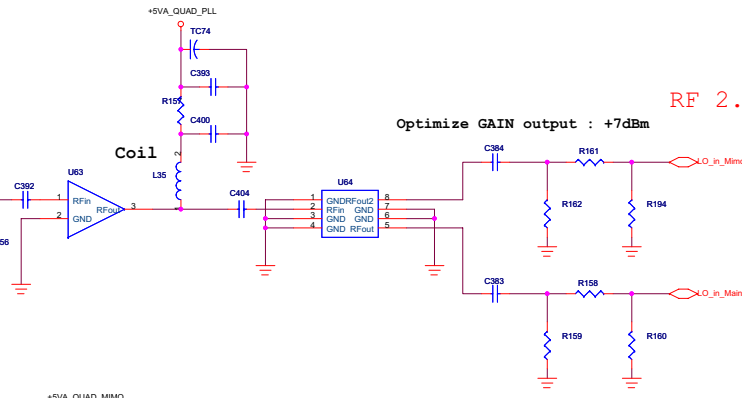 +5VA_QUAD_PLL
TC74
C393
R157
C400
RF 2.
Optimize GAIN output : +7dBm
Coil
2
L35
U63
C392
1
RFin
RFout
3
2
GND
56
C404
U64
1 GND RFout2 8
2 RFin GND 7
3 GND GND 6
4 GND RFout 5
C384
R161
LO_in_Mimo
R162
R194
C383
R158
LO_in_Main
R159
R160
+5VA_QUAD_MIMO